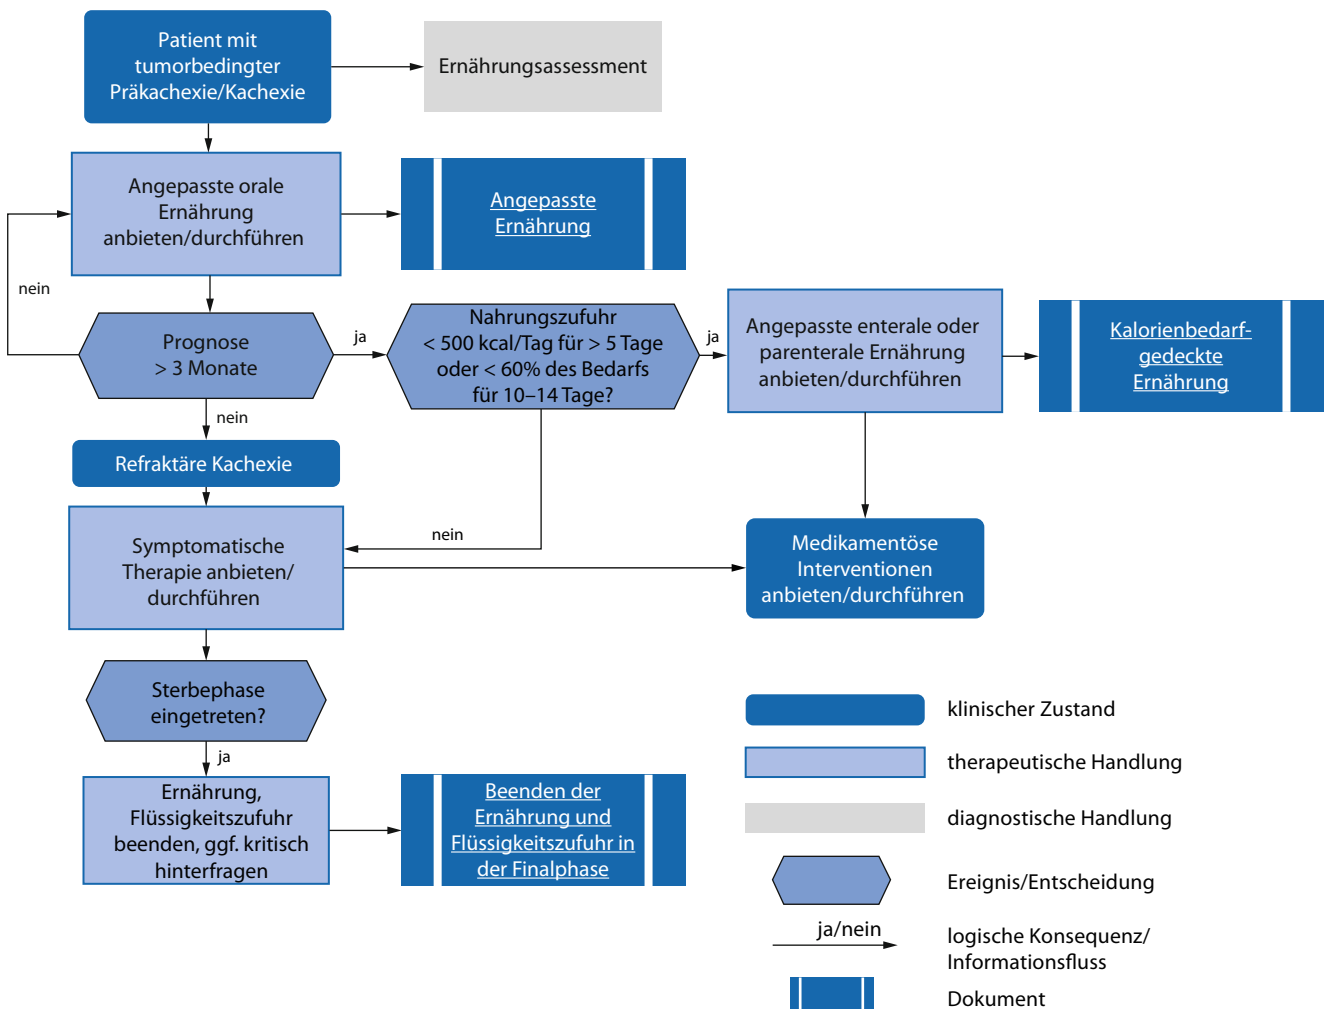 Patient mit
tumorbedingter
Präkachexie/Kachexie
Ernährungsassessment
Angepasste orale
Ernährung
anbieten/durchführen
Angepasste
Ernährung
nein
Prognose
> 3 Monate
ja
Nahrungszufuhr
< 500 kcal/Tag für > 5 Tage
oder < 60% des Bedarfs
für 10–14 Tage?
ja
Angepasste enterale oder
parenterale Ernährung
anbieten/durchführen
Kalorienbedarf-
gedeckte
Ernährung
nein
Refraktäre Kachexie
nein
Symptomatische
Therapie anbieten/
durchführen
Medikamentöse
Interventionen
anbieten/durchführen
Sterbephase
eingetreten?
ja
Ernährung,
Flüssigkeitszufuhr
beenden, ggf. kritisch
hinterfragen
Beenden der
Ernährung und
Flüssigkeitszufuhr in
der Finalphase
klinischer Zustand
therapeutische Handlung
diagnostische Handlung
Ereignis/Entscheidung
ja/nein
logische Konsequenz/
Informationsfluss
Dokument